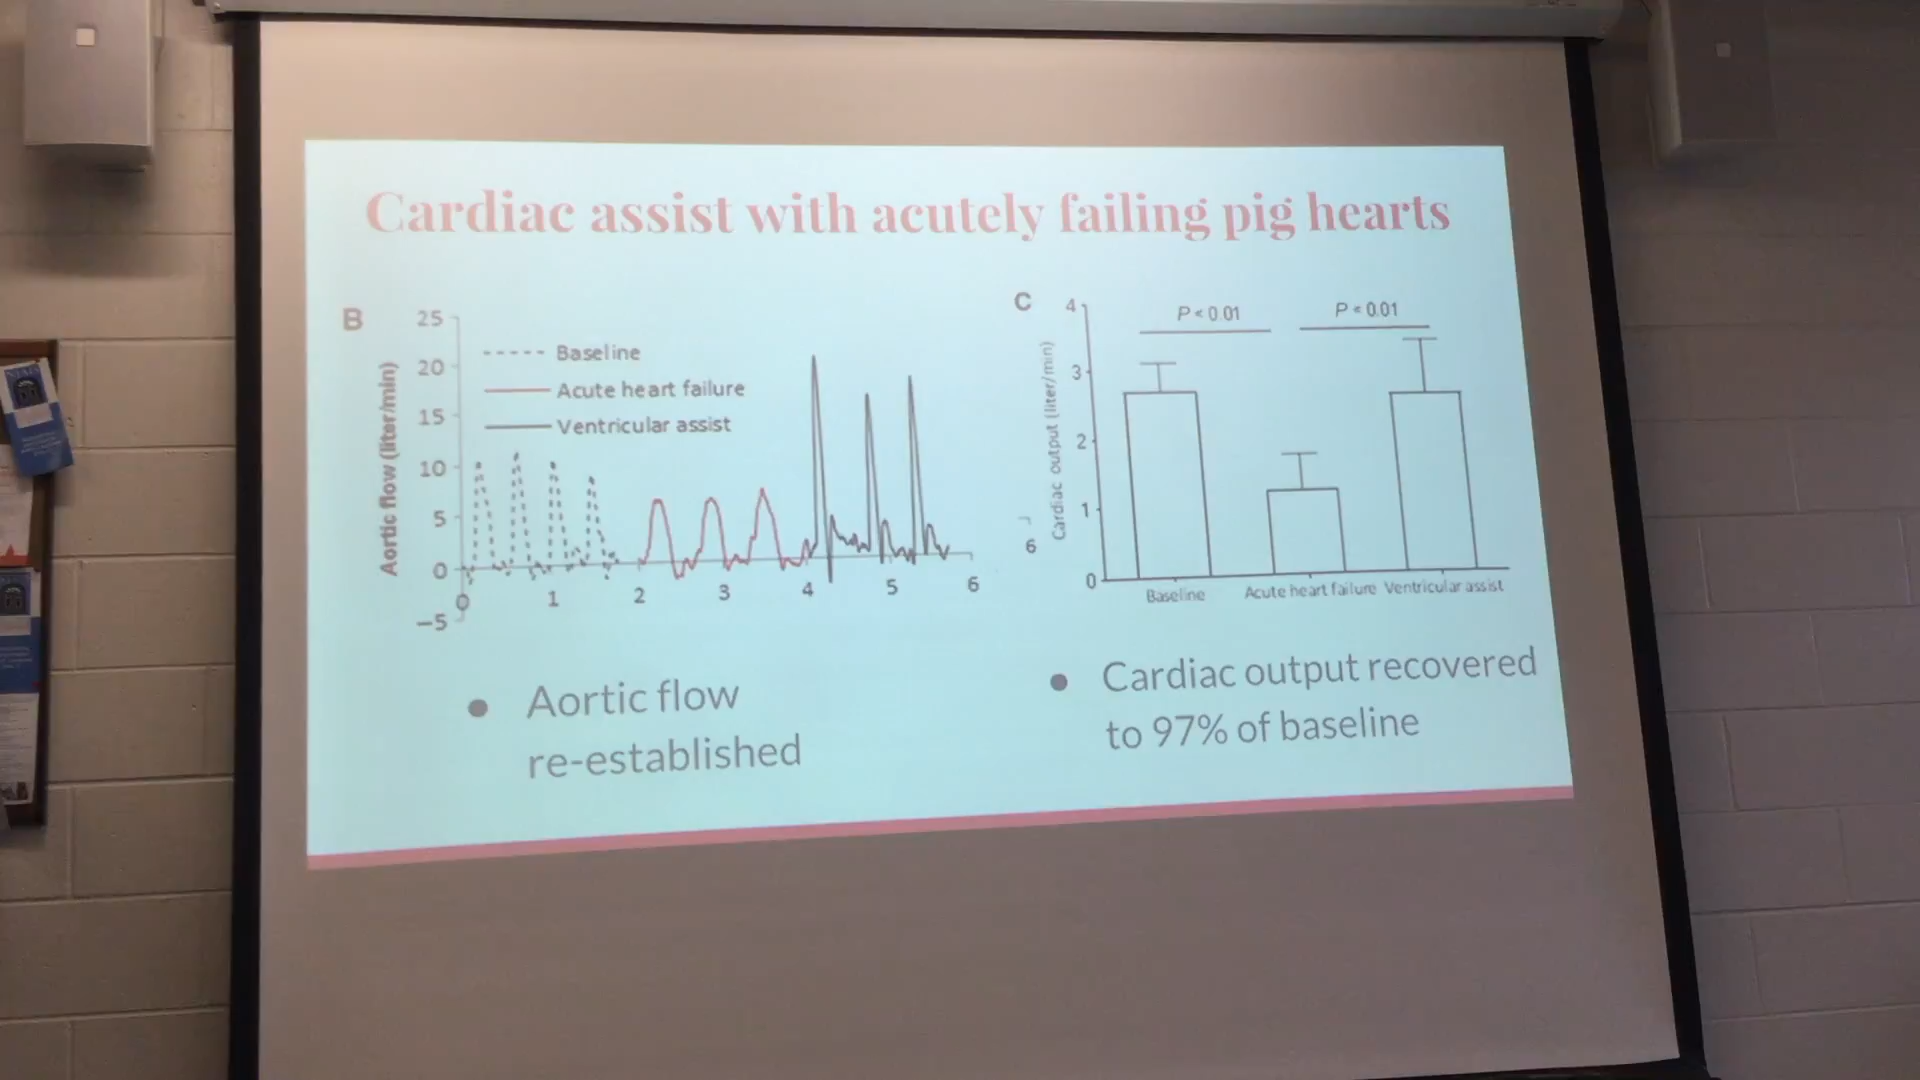 Cardiac assist with acutely failing pig hearts
B
25
20
15
10
5
0
−5
Aortic flow (liter/min)
Baseline
Acute heart failure
Ventricular assist
0 1 2 3 4 5 6
6
C
4
3
2
1
0
Cardiac output (liter/min)
P < 0.01 P < 0.01
Baseline Acute heart failure Ventricular assist
● Aortic flow
re-established
● Cardiac output recovered
to 97% of baseline